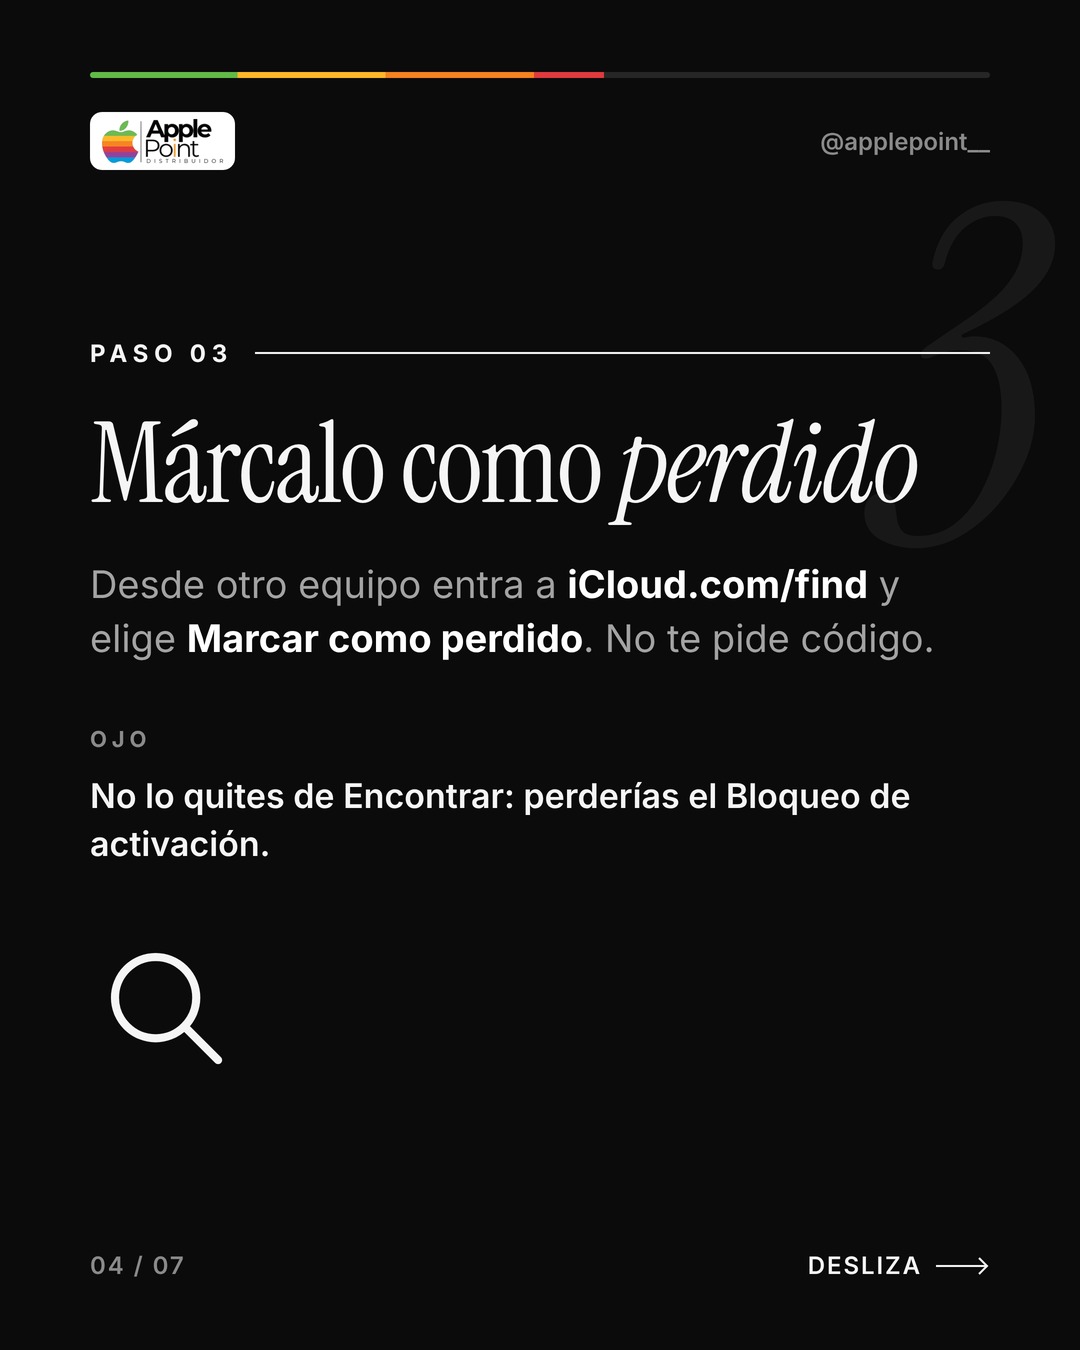 Apple
Point
DISTRIBUIDOR
@applepoint__
3
PASO 03
Márcalo como perdido
Desde otro equipo entra a iCloud.com/find y
elige Marcar como perdido. No te pide código.
OJO
No lo quites de Encontrar: perderías el Bloqueo de
activación.
04 / 07
DESLIZA